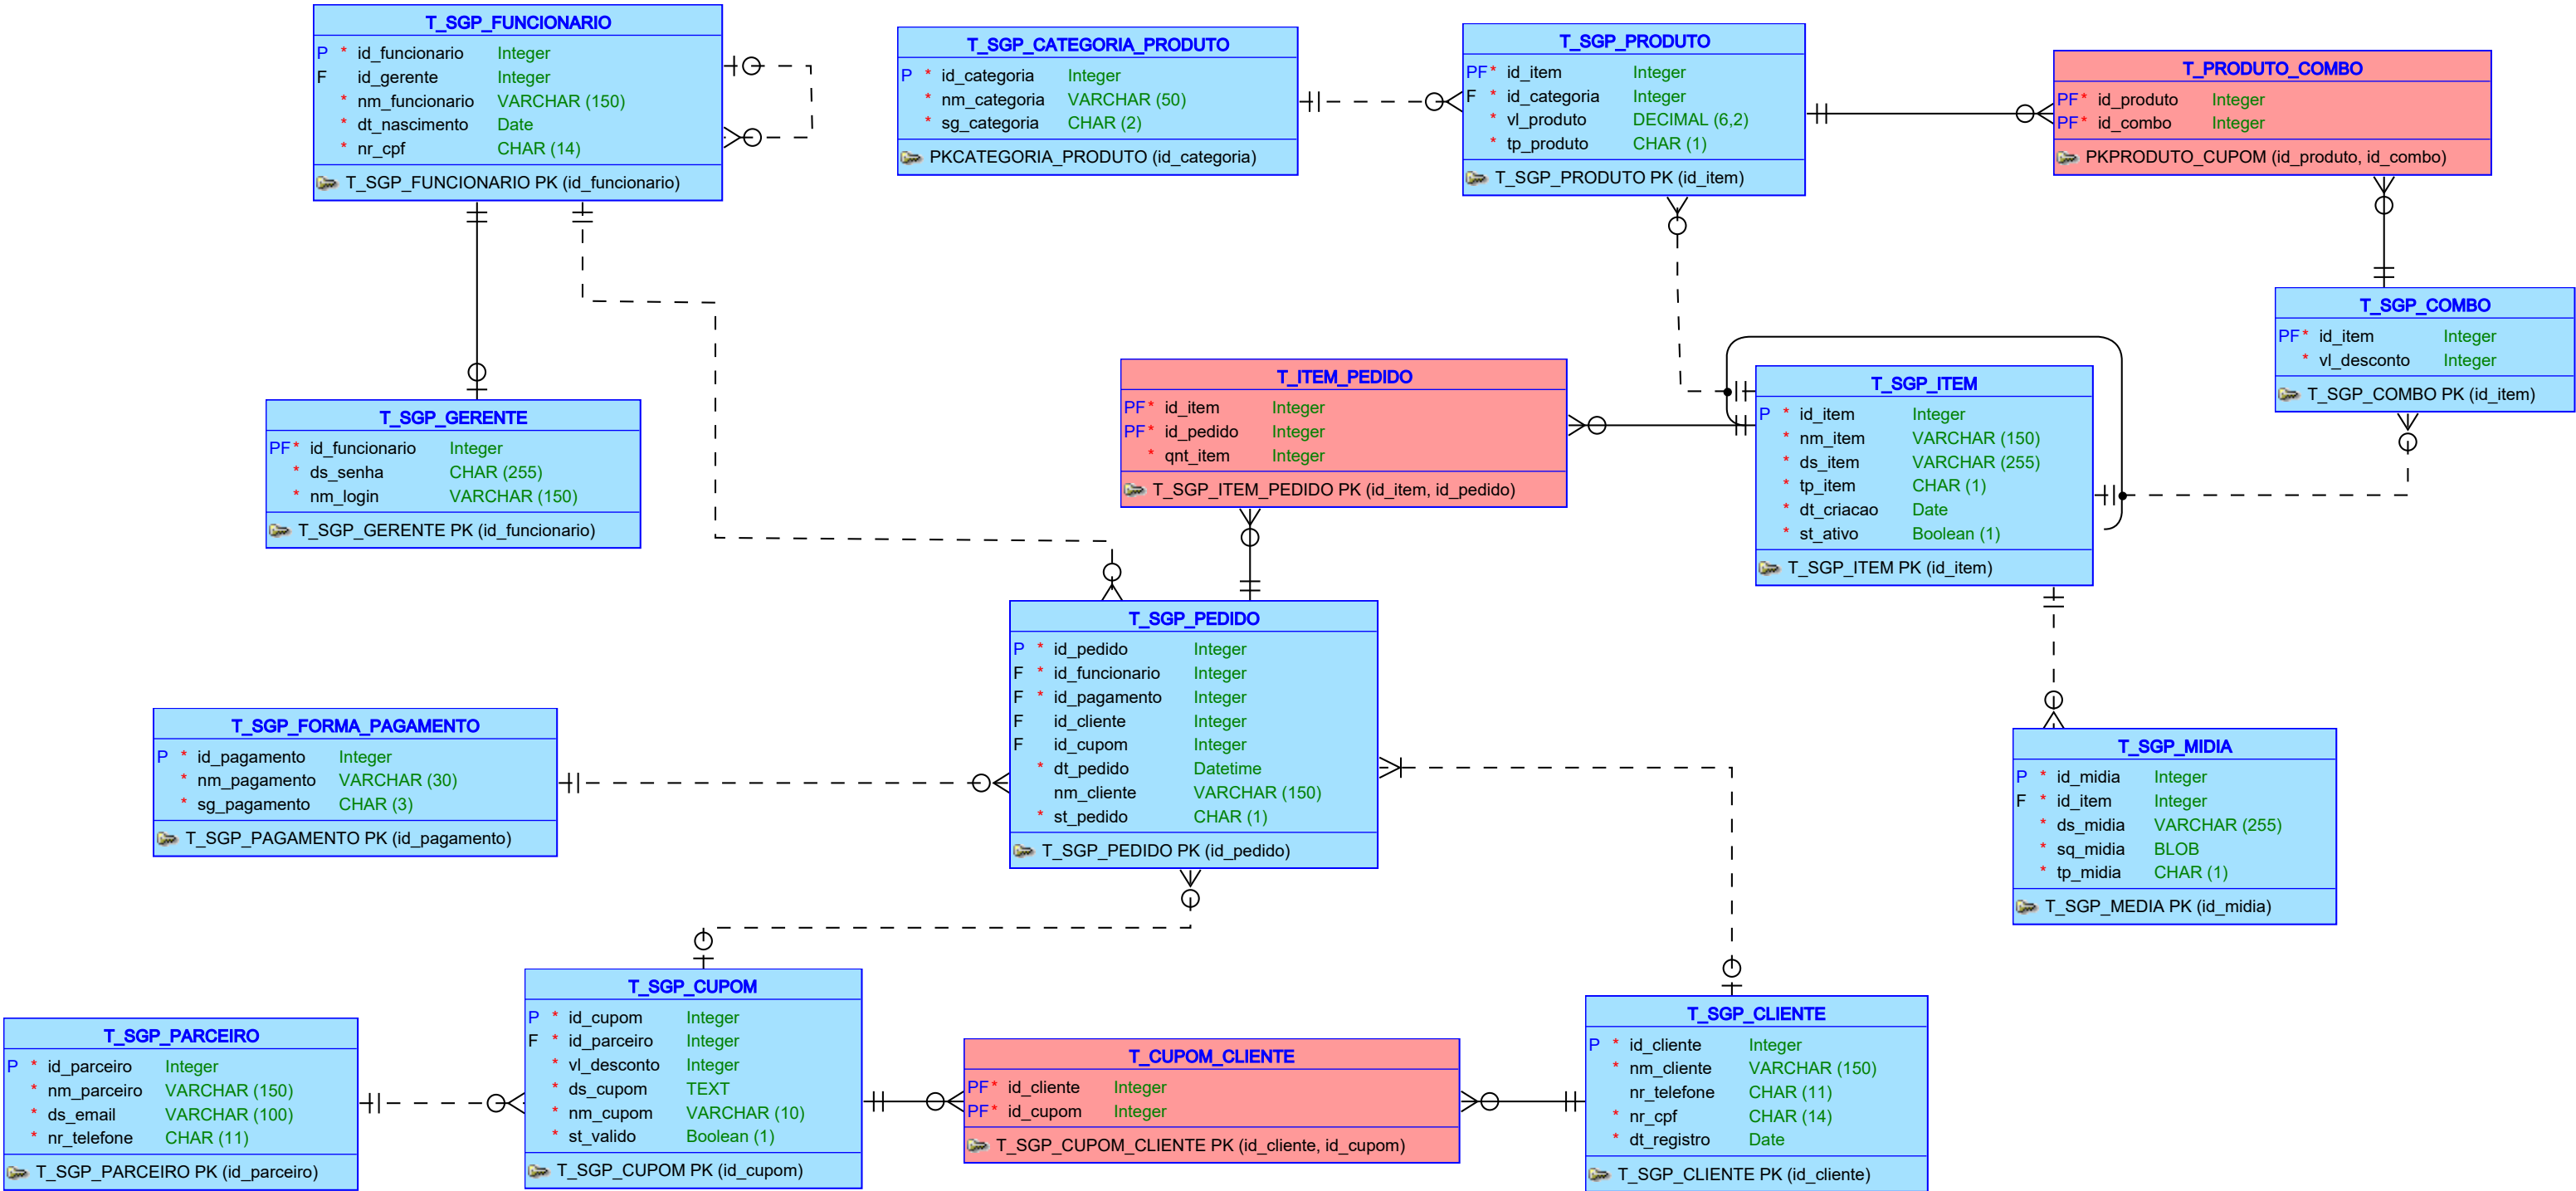 T_SGP_FUNCIONARIO
P * id_funcionario Integer
F id_gerente Integer
* nm_funcionario VARCHAR (150)
* dt_nascimento Date
* nr_cpf CHAR (14)
T_SGP_FUNCIONARIO PK (id_funcionario)
T_SGP_CATEGORIA_PRODUTO
P * id_categoria Integer
* nm_categoria VARCHAR (50)
* sg_categoria CHAR (2)
PKCATEGORIA_PRODUTO (id_categoria)
T_SGP_PRODUTO
PF * id_item Integer
F * id_categoria Integer
* vl_produto DECIMAL (6,2)
* tp_produto CHAR (1)
T_SGP_PRODUTO PK (id_item)
T_PRODUTO_COMBO
PF * id_produto Integer
PF * id_combo Integer
PKPRODUTO_CUPOM (id_produto, id_combo)
T_SGP_COMBO
PF * id_item Integer
* vl_desconto Integer
T_SGP_COMBO PK (id_item)
T_SGP_GERENTE
PF * id_funcionario Integer
* ds_senha CHAR (255)
* nm_login VARCHAR (150)
T_SGP_GERENTE PK (id_funcionario)
T_ITEM_PEDIDO
PF * id_item Integer
PF * id_pedido Integer
* qnt_item Integer
T_SGP_ITEM_PEDIDO PK (id_item, id_pedido)
T_SGP_ITEM
P * id_item Integer
* nm_item VARCHAR (150)
* ds_item VARCHAR (255)
* tp_item CHAR (1)
* dt_criacao Date
* st_ativo Boolean (1)
T_SGP_ITEM PK (id_item)
T_SGP_PEDIDO
P * id_pedido Integer
F * id_funcionario Integer
F * id_pagamento Integer
F id_cliente Integer
F id_cupom Integer
* dt_pedido Datetime
nm_cliente VARCHAR (150)
* st_pedido CHAR (1)
T_SGP_PEDIDO PK (id_pedido)
T_SGP_FORMA_PAGAMENTO
P * id_pagamento Integer
* nm_pagamento VARCHAR (30)
* sg_pagamento CHAR (3)
T_SGP_PAGAMENTO PK (id_pagamento)
T_SGP_MIDIA
P * id_midia Integer
F * id_item Integer
* ds_midia VARCHAR (255)
* sq_midia BLOB
* tp_midia CHAR (1)
T_SGP_MEDIA PK (id_midia)
T_SGP_PARCEIRO
P * id_parceiro Integer
* nm_parceiro VARCHAR (150)
* ds_email VARCHAR (100)
* nr_telefone CHAR (11)
T_SGP_PARCEIRO PK (id_parceiro)
T_SGP_CUPOM
P * id_cupom Integer
F * id_parceiro Integer
* vl_desconto Integer
* ds_cupom TEXT
* nm_cupom VARCHAR (10)
* st_valido Boolean (1)
T_SGP_CUPOM PK (id_cupom)
T_CUPOM_CLIENTE
PF * id_cliente Integer
PF * id_cupom Integer
T_SGP_CUPOM_CLIENTE PK (id_cliente, id_cupom)
T_SGP_CLIENTE
P * id_cliente Integer
* nm_cliente VARCHAR (150)
nr_telefone CHAR (11)
* nr_cpf CHAR (14)
* dt_registro Date
T_SGP_CLIENTE PK (id_cliente)